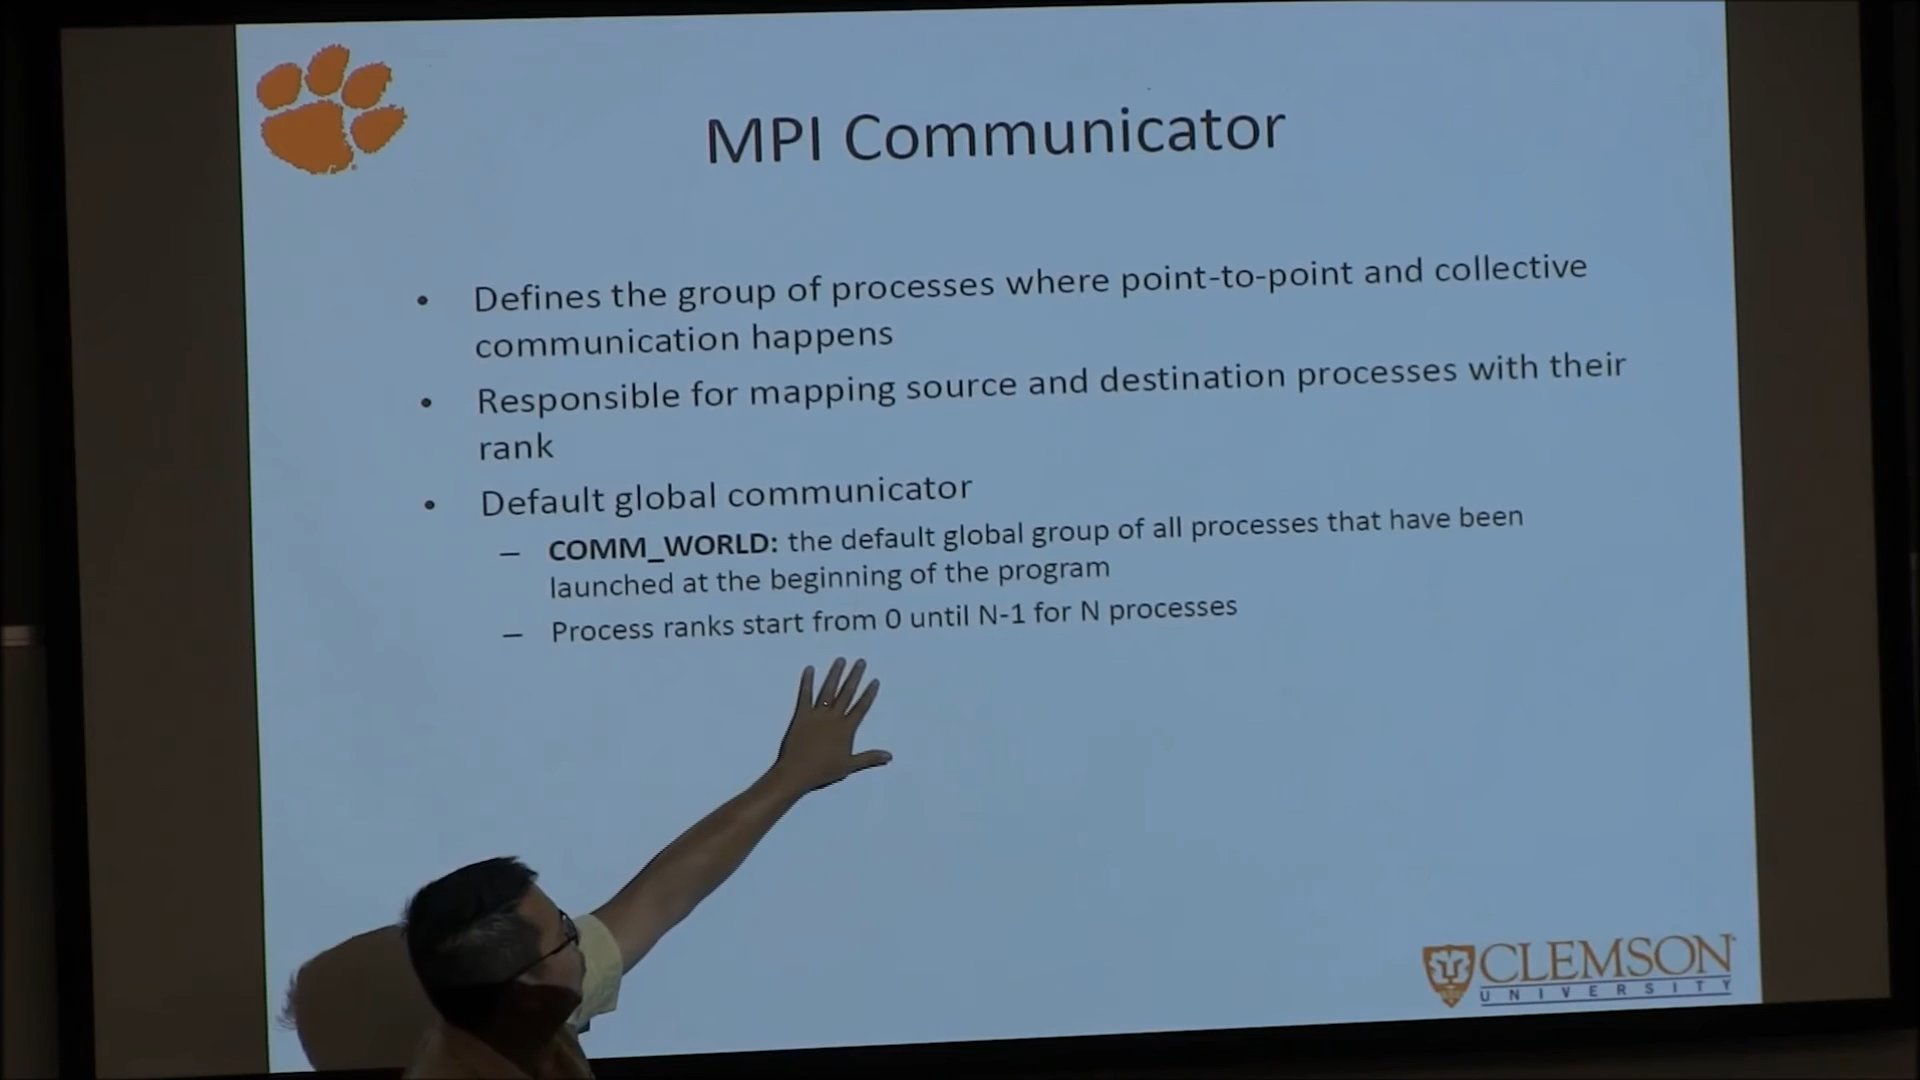 MPI Communicator
• Defines the group of processes where point-to-point and collective
communication happens
• Responsible for mapping source and destination processes with their
rank
• Default global communicator
– COMM_WORLD: the default global group of all processes that have been
launched at the beginning of the program
– Process ranks start from 0 until N-1 for N processes
CLEMSON
UNIVERSITY